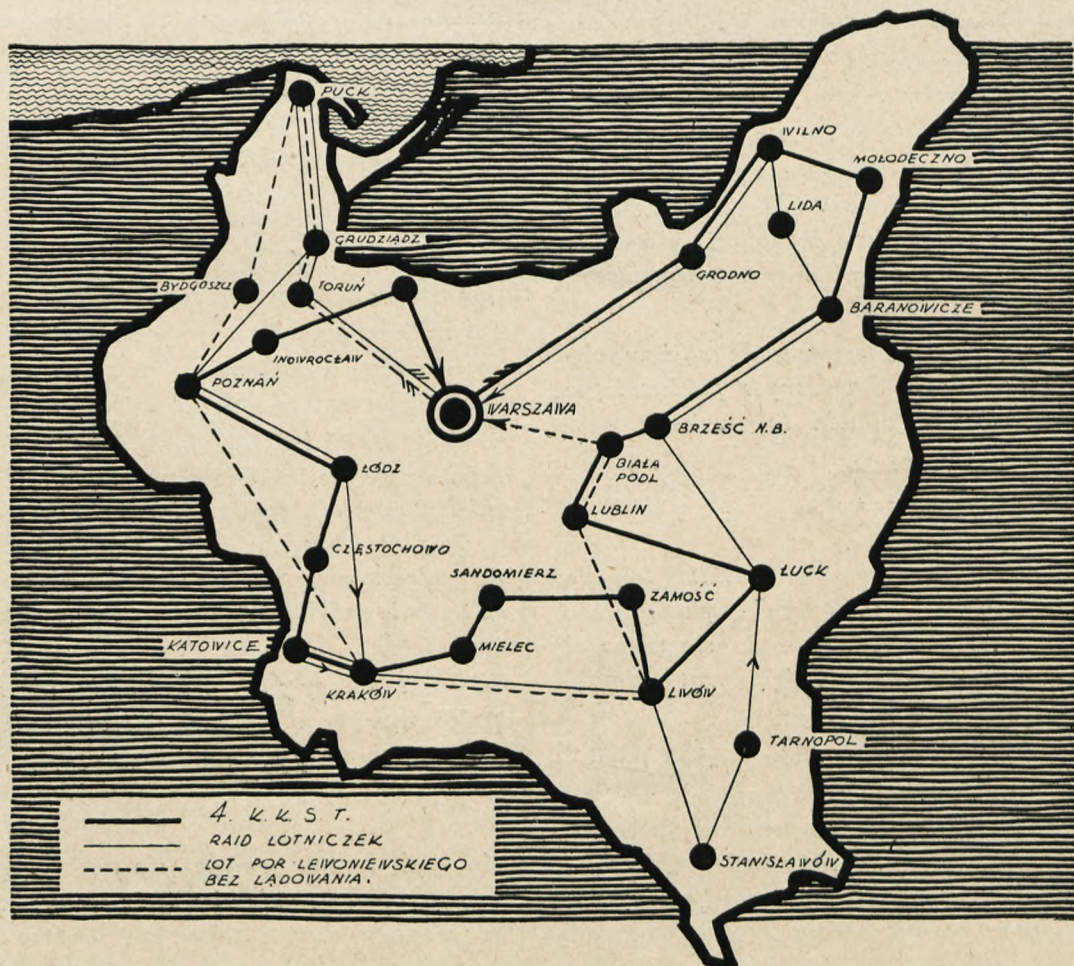 PUCK
WILNO
MOŁODECZNO
LIDA
GRUDZIĄDZ
GRODNO
BYDGOSZCZ
TORUŃ
BARANOWICZE
INOWROCŁAW
POZNAŃ
WARSZAWA
BRZEŚĆ N.B.
BIAŁA
PODL
ŁÓDŹ
LUBLIN
CZĘSTOCHOWA
SANDOMIERZ
ŁUCK
ZAMOŚĆ
KATOWICE
MIELEC
KRAKÓW
LWÓW
TARNOPOL
STANISŁAWÓW
4. K. K. S. T.
RAID LOTNICZEK
LOT POR LEWONIEWSKIEGO
BEZ LĄDOWANIA.